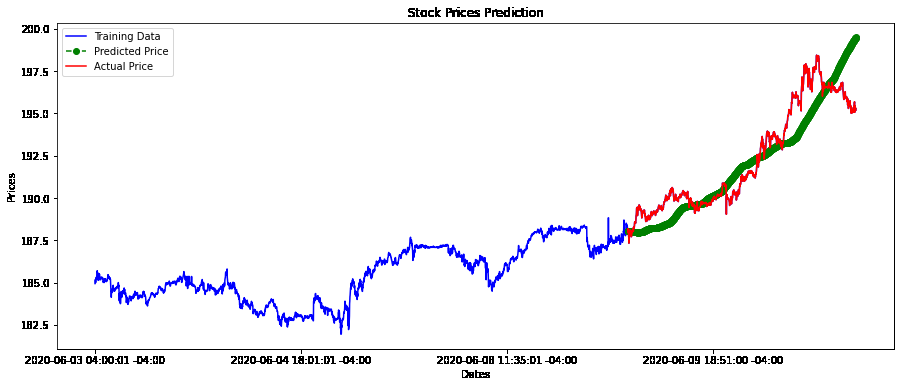 Stock Prices Prediction
Training Data
Predicted Price
Actual Price
200.0
197.5
195.0
192.5
190.0
187.5
185.0
182.5
Prices
2020-06-03 04:00:01-04:00 2020-06-04 18:01:01-04:00 2020-06-08 11:35:01-04:00 2020-06-09 18:51:00-04:00
Dates